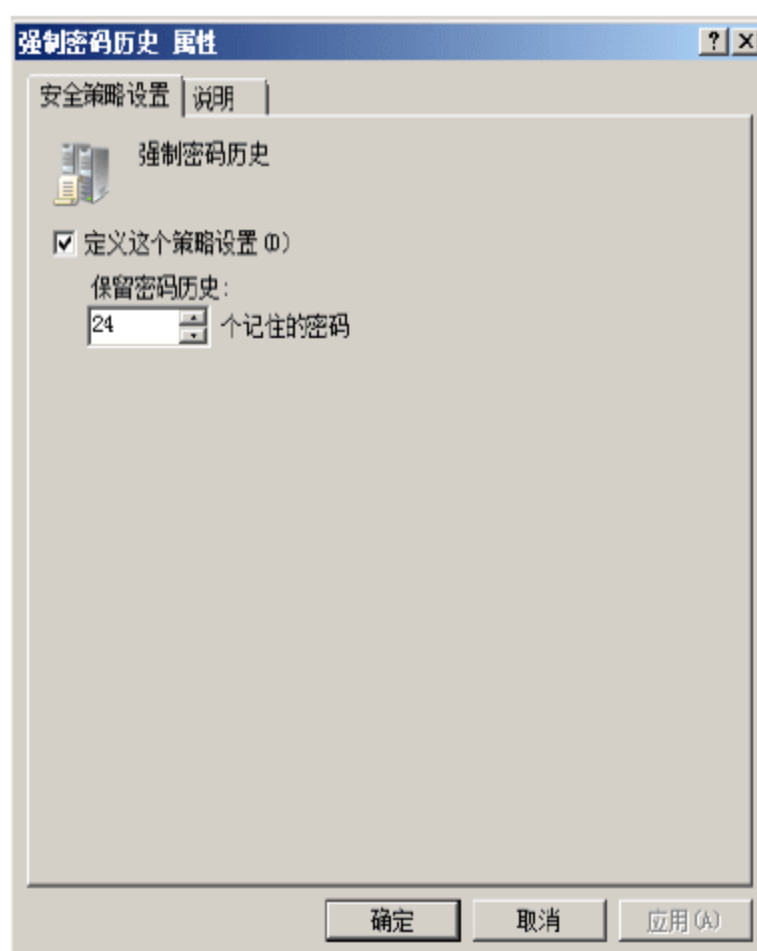 强制密码历史 属性
安全策略设置 说明
强制密码历史
定义这个策略设置(D)
保留密码历史:
24 个记住的密码
确定 取消 应用(A)